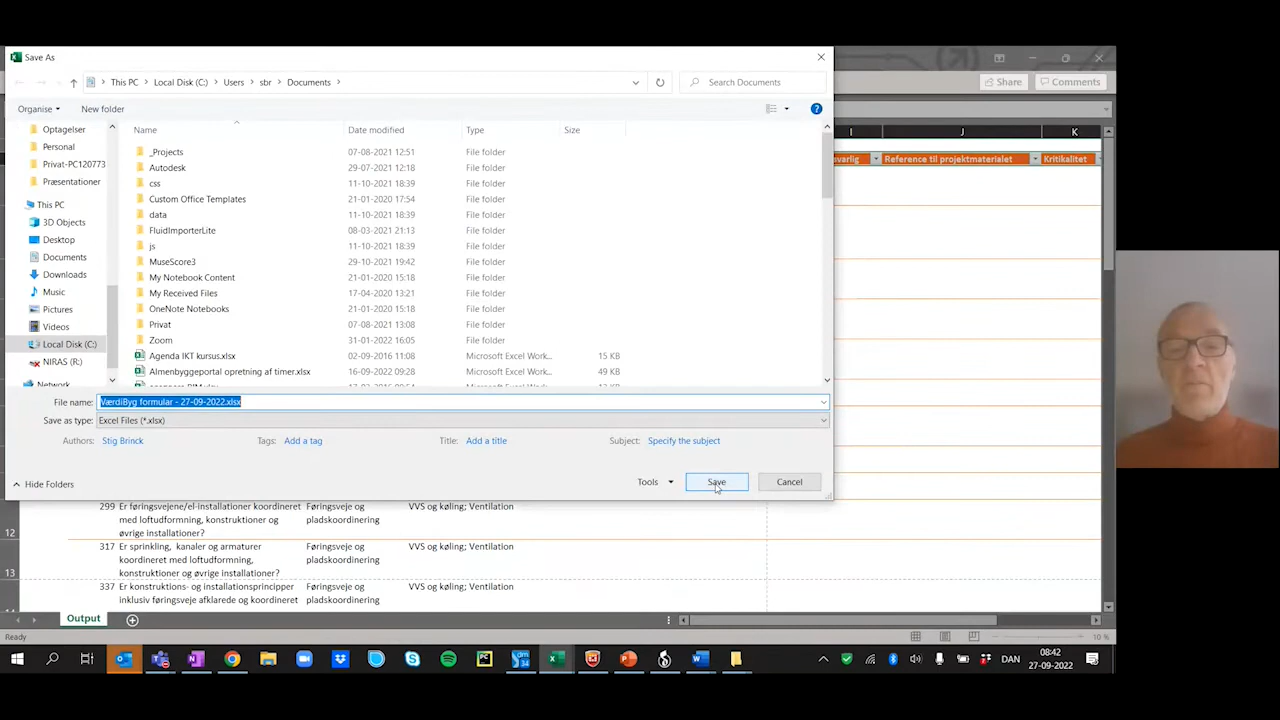 Save As
This PC > Local Disk (C:) > Users > sbr > Documents >
Search Documents
Share
Comments
Organise
New folder
I
J
K
Optagelser
Personal
Privat-PC120773
Præsentationer
This PC
3D Objects
Desktop
Documents
Downloads
Music
Pictures
Videos
Local Disk (C:)
NIRAS (R:)
Network
Name Date modified Type Size
_Projects 07-08-2021 12:51 File folder
Autodesk 29-07-2021 12:18 File folder
css 11-10-2021 18:39 File folder
Custom Office Templates 21-01-2020 17:54 File folder
data 11-10-2021 18:39 File folder
FluidImporterLite 08-03-2021 21:13 File folder
js 11-10-2021 18:39 File folder
MuseScore3 29-10-2021 19:42 File folder
My Notebook Content 21-01-2020 15:18 File folder
My Received Files 17-04-2020 13:21 File folder
OneNote Notebooks 21-01-2020 15:18 File folder
Privat 07-08-2021 13:08 File folder
Zoom 31-01-2022 16:05 File folder
Agenda IKT kursus.xlsx 02-09-2016 11:08 Microsoft Excel Work... 15 KB
Almenbyggeportal opretning af timer.xlsx 16-09-2022 09:28 Microsoft Excel Work... 49 KB
svarlig
Reference til projektmaterialet
Kritikalitet
File name: VærdiByg formular - 27-09-2022.xlsx
Save as type: Excel Files (*.xlsx)
Authors: Stig Brinck
Tags: Add a tag
Title: Add a title
Subject: Specify the subject
Hide Folders
Tools
Save
Cancel
299 Er føringsvejene/el-installationer koordineret Føringsveje og VVS og køling; Ventilation
med loftudformning, konstruktioner og pladskoordinering
12 øvrige installationer?
317 Er sprinkling, kanaler og armaturer Føringsveje og VVS og køling; Ventilation
koordineret med loftudformning, pladskoordinering
13 konstruktioner og øvrige installationer?
337 Er konstruktions- og installationsprincipper Føringsveje og VVS og køling; Ventilation
inklusiv føringsveje afklarede og koordineret pladskoordinering
Output
Ready
10 %
DAN
08:42
27-09-2022